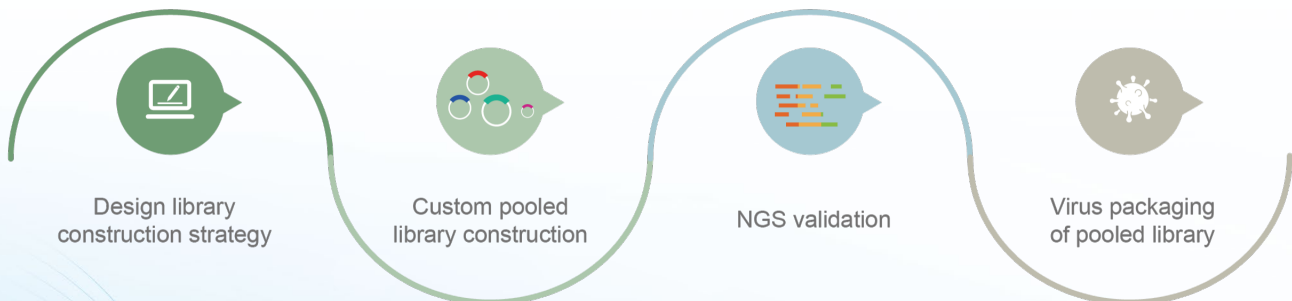 Design library
construction strategy
Custom pooled
library construction
NGS validation
Virus packaging
of pooled library